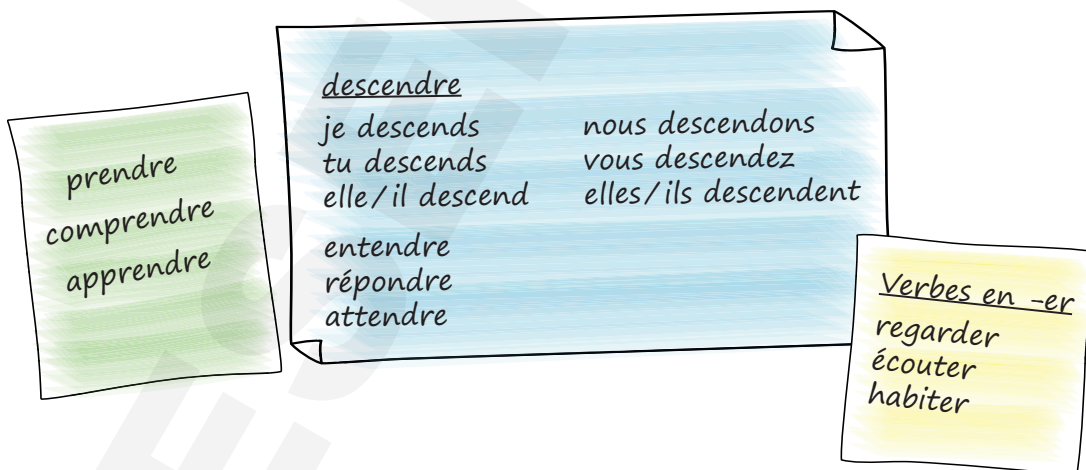 prendre
comprendre
apprendre
descendre
je descends nous descendons
tu descends vous descendez
elle/il descend elles/ils descendent
entendre
répondre
attendre
Verbes en -er
regarder
écouter
habiter